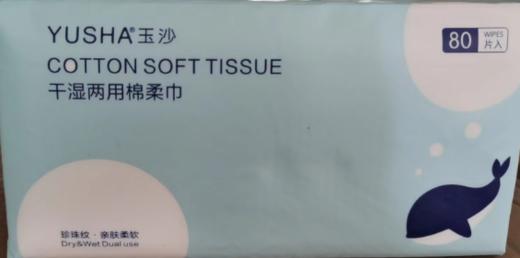 YUSHA®玉沙
COTTON SOFT TISSUE
干湿两用棉柔巾
80 WIPES 片入
珍珠纹·亲肤柔软
Dry&Wet Dual use